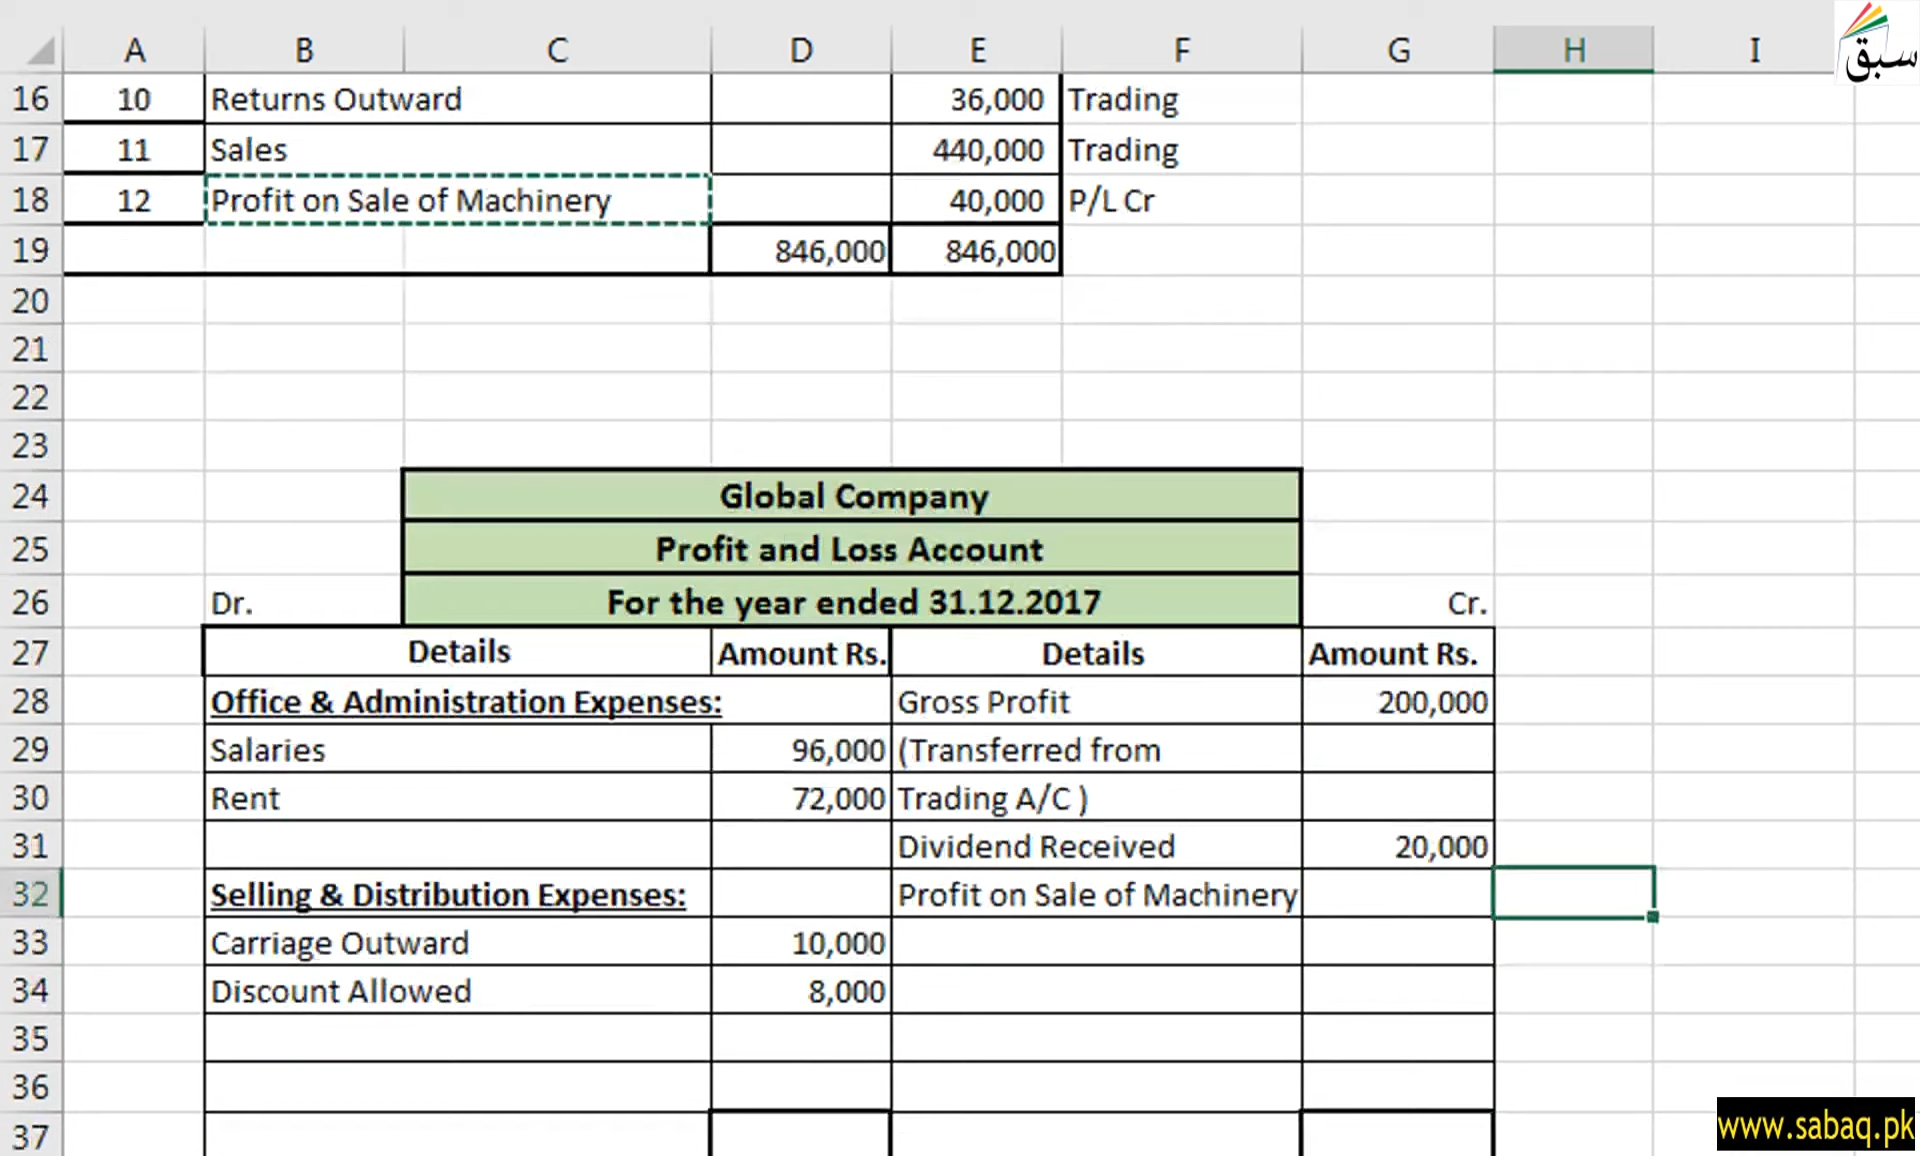 سبق
A B C D E F G H I
16 10 Returns Outward 36,000 Trading
17 11 Sales 440,000 Trading
18 12 Profit on Sale of Machinery 40,000 P/L Cr
19 846,000 846,000
20
21
22
23
24 Global Company
25 Profit and Loss Account
26 Dr. For the year ended 31.12.2017 Cr.
27 Details Amount Rs. Details Amount Rs.
28 Office & Administration Expenses: Gross Profit 200,000
29 Salaries 96,000 (Transferred from
30 Rent 72,000 Trading A/C )
31 Dividend Received 20,000
32 Selling & Distribution Expenses: Profit on Sale of Machinery
33 Carriage Outward 10,000
34 Discount Allowed 8,000
35
36
37
www.sabaq.pk